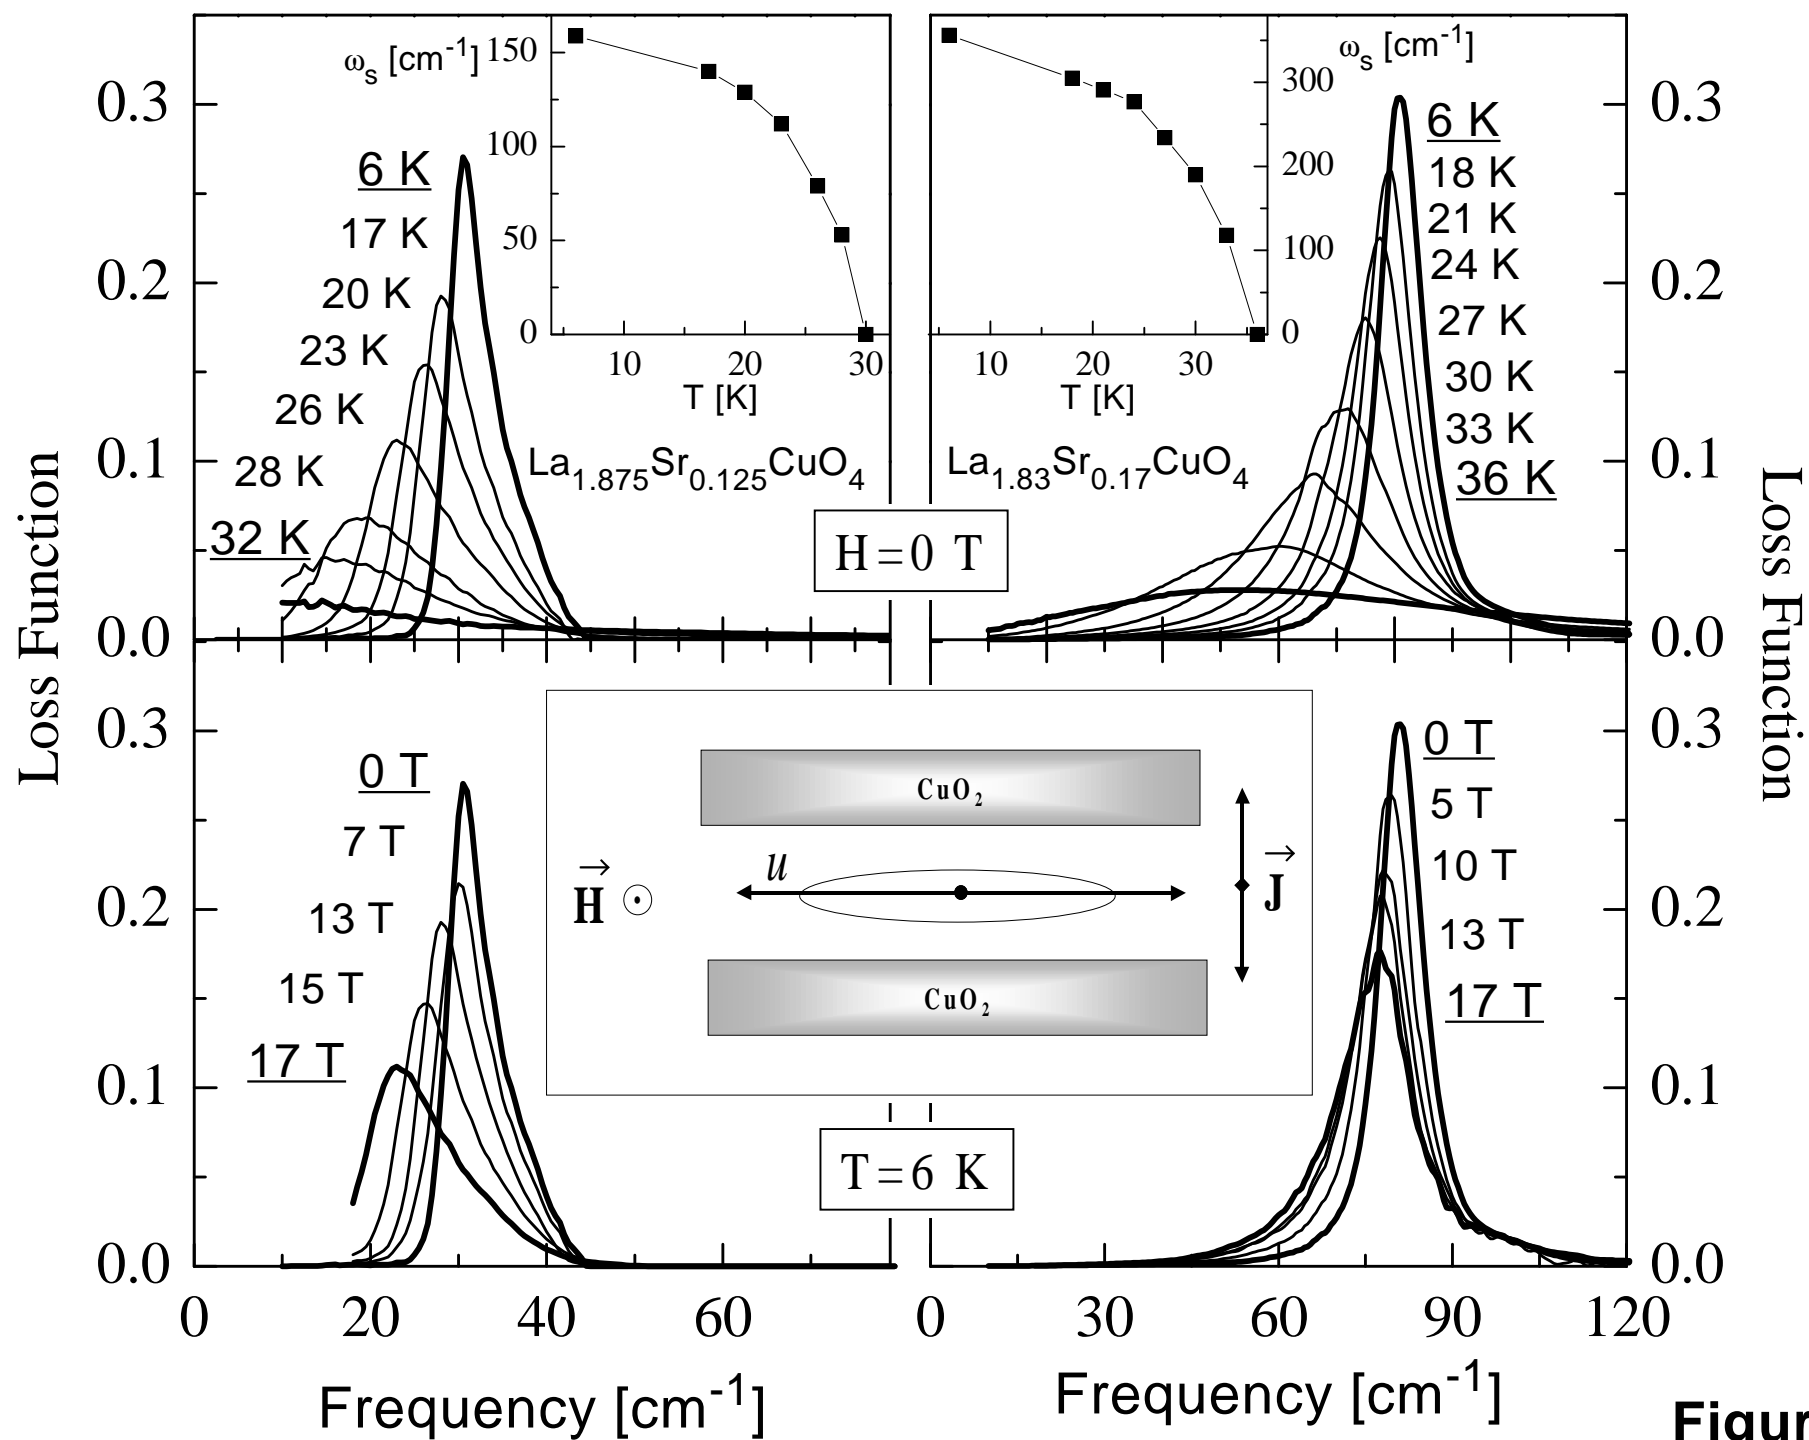 Loss Function
0.3
0.2
0.1
0.0
6 K
17 K
20 K
23 K
26 K
28 K
32 K
ωs [cm-1]
150
100
50
0
10 20 30
T [K]
La1.875Sr0.125CuO4
ωs [cm-1]
300
200
100
0
10 20 30
T [K]
La1.83Sr0.17CuO4
6 K
18 K
21 K
24 K
27 K
30 K
33 K
36 K
0.3
0.2
0.1
0.0
Loss Function
H=0 T
0.3
0.2
0.1
0.0
0 T
7 T
13 T
15 T
17 T
CuO2
H
u
J
CuO2
T=6 K
0 T
5 T
10 T
13 T
17 T
0.3
0.2
0.1
0.0
0 20 40 60
0 30 60 90 120
Frequency [cm-1]
Frequency [cm-1]
Figur